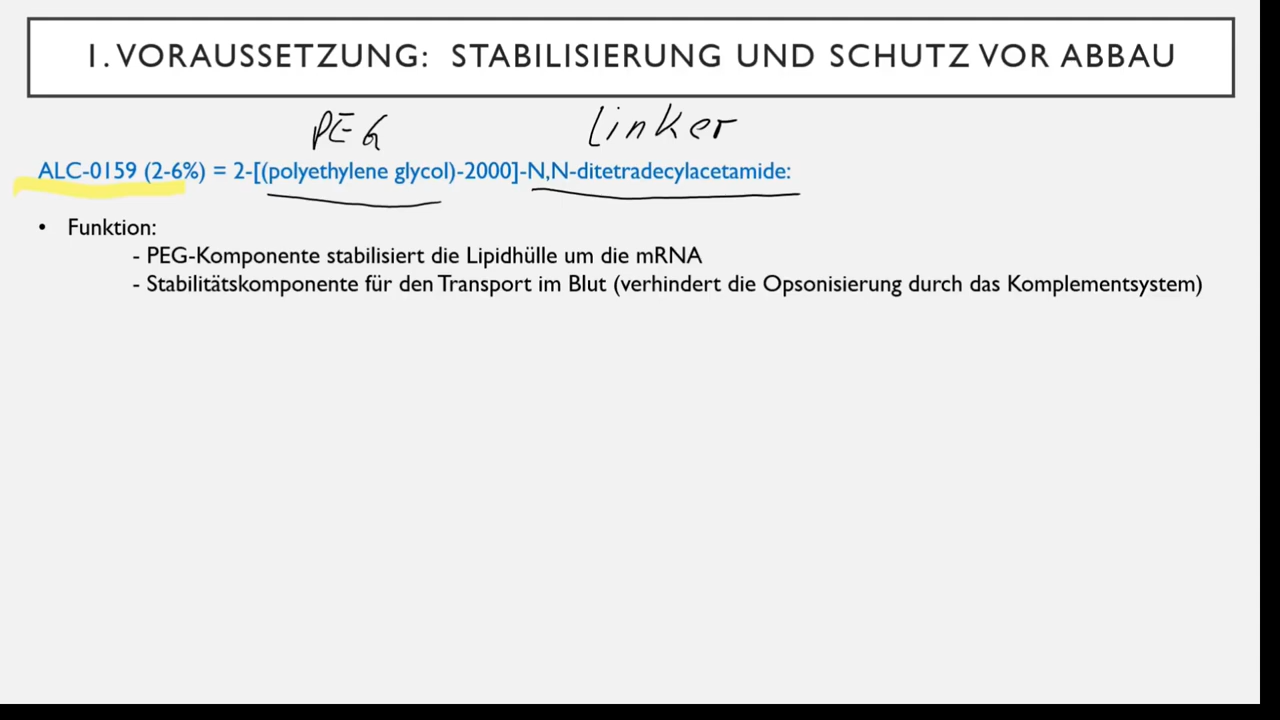 1. VORAUSSETZUNG: STABILISIERUNG UND SCHUTZ VOR ABBAU
PEG Linker
ALC-0159 (2-6%) = 2-[(polyethylene glycol)-2000]-N,N-ditetradecylacetamide:
• Funktion:
- PEG-Komponente stabilisiert die Lipidhülle um die mRNA
- Stabilitätskomponente für den Transport im Blut (verhindert die Opsonisierung durch das Komplementsystem)